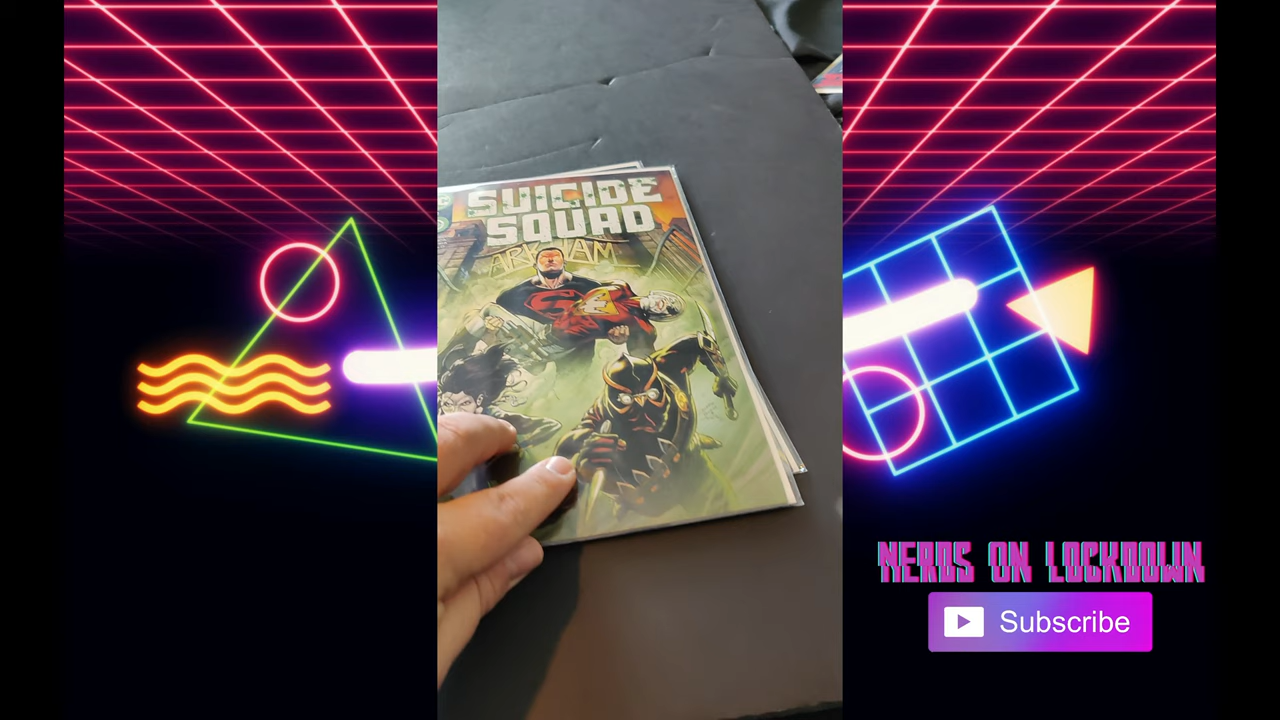 SUICIDE
SQUAD
ARKHAM
NERDS ON LOCKDOWN
Subscribe